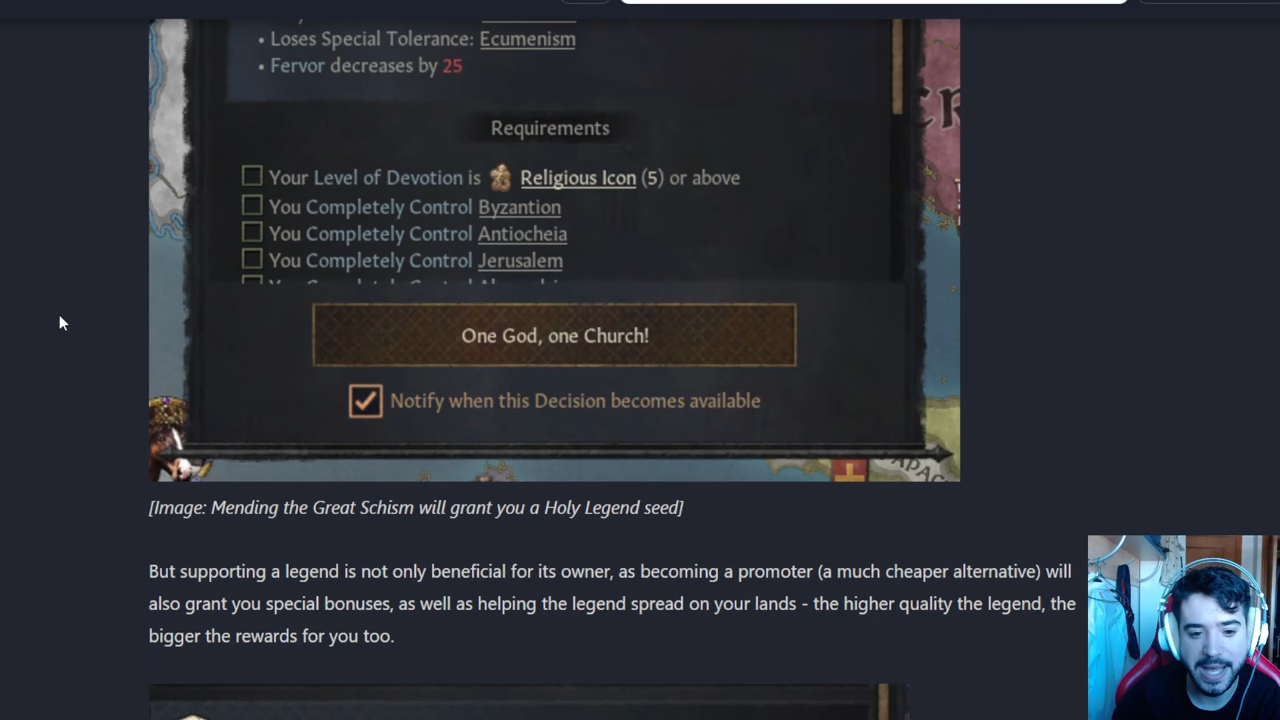 • Loses Special Tolerance: Ecumenism
• Fervor decreases by 25
Requirements
Your Level of Devotion is Religious Icon (5) or above
You Completely Control Byzantion
You Completely Control Antiocheia
You Completely Control Jerusalem
One God, one Church!
Notify when this Decision becomes available
[Image: Mending the Great Schism will grant you a Holy Legend seed]
But supporting a legend is not only beneficial for its owner, as becoming a promoter (a much cheaper alternative) will
also grant you special bonuses, as well as helping the legend spread on your lands - the higher quality the legend, the
bigger the rewards for you too.